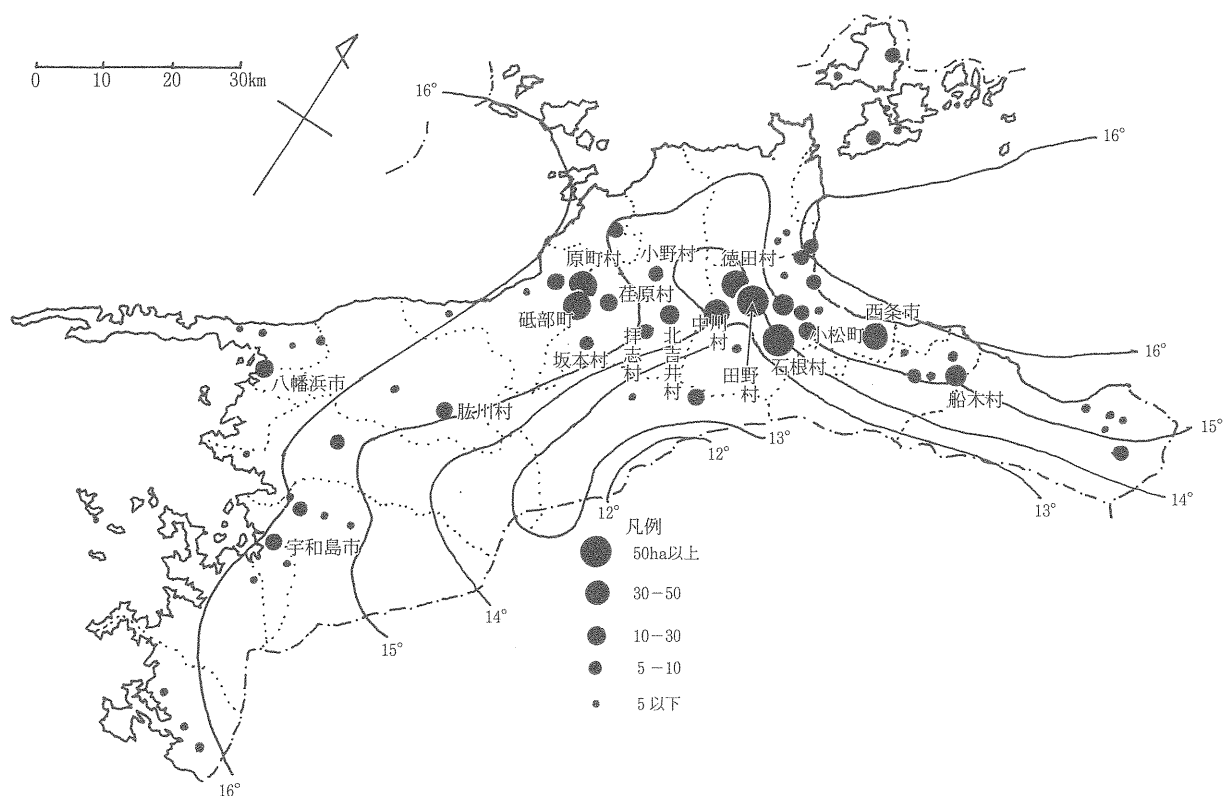 0 10 20 30km
16°
16°
原町村
小野村
徳田村
荏原村
砥部町
西条市
小松町
中川村
拝志村
北吉井村
坂本村
石根村
田野村
16°
八幡浜市
船木村
肱川村
15°
13°
12°
14°
13°
12°
宇和島市
凡例
50ha以上
30-50
10-30
5-10
5以下
14°
15°
16°